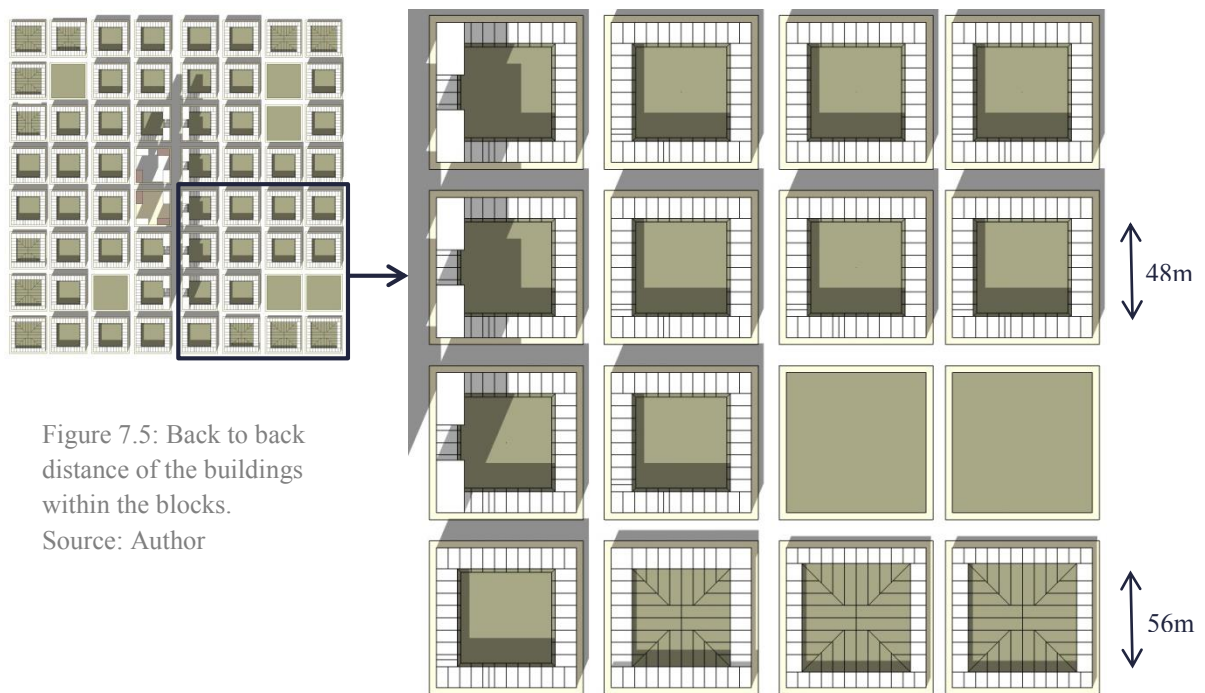 48m
Figure 7.5: Back to back
distance of the buildings
within the blocks.
Source: Author
56m